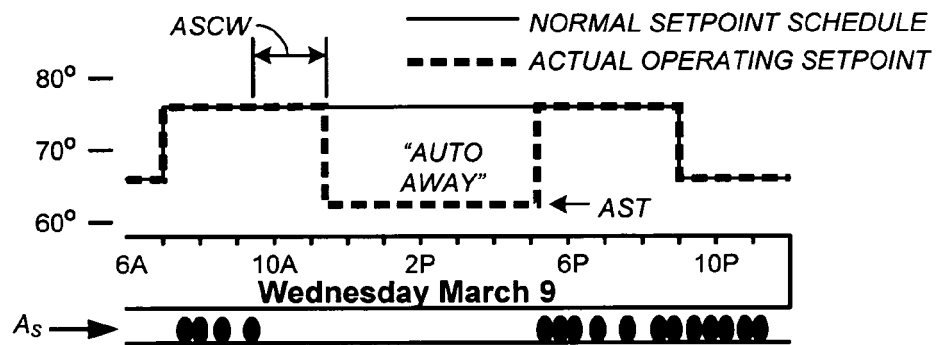 ASCW
NORMAL SETPOINT SCHEDULE
ACTUAL OPERATING SETPOINT
80°
70°
60°
"AUTO
AWAY"
AST
6A 10A 2P 6P 10P
Wednesday March 9
As